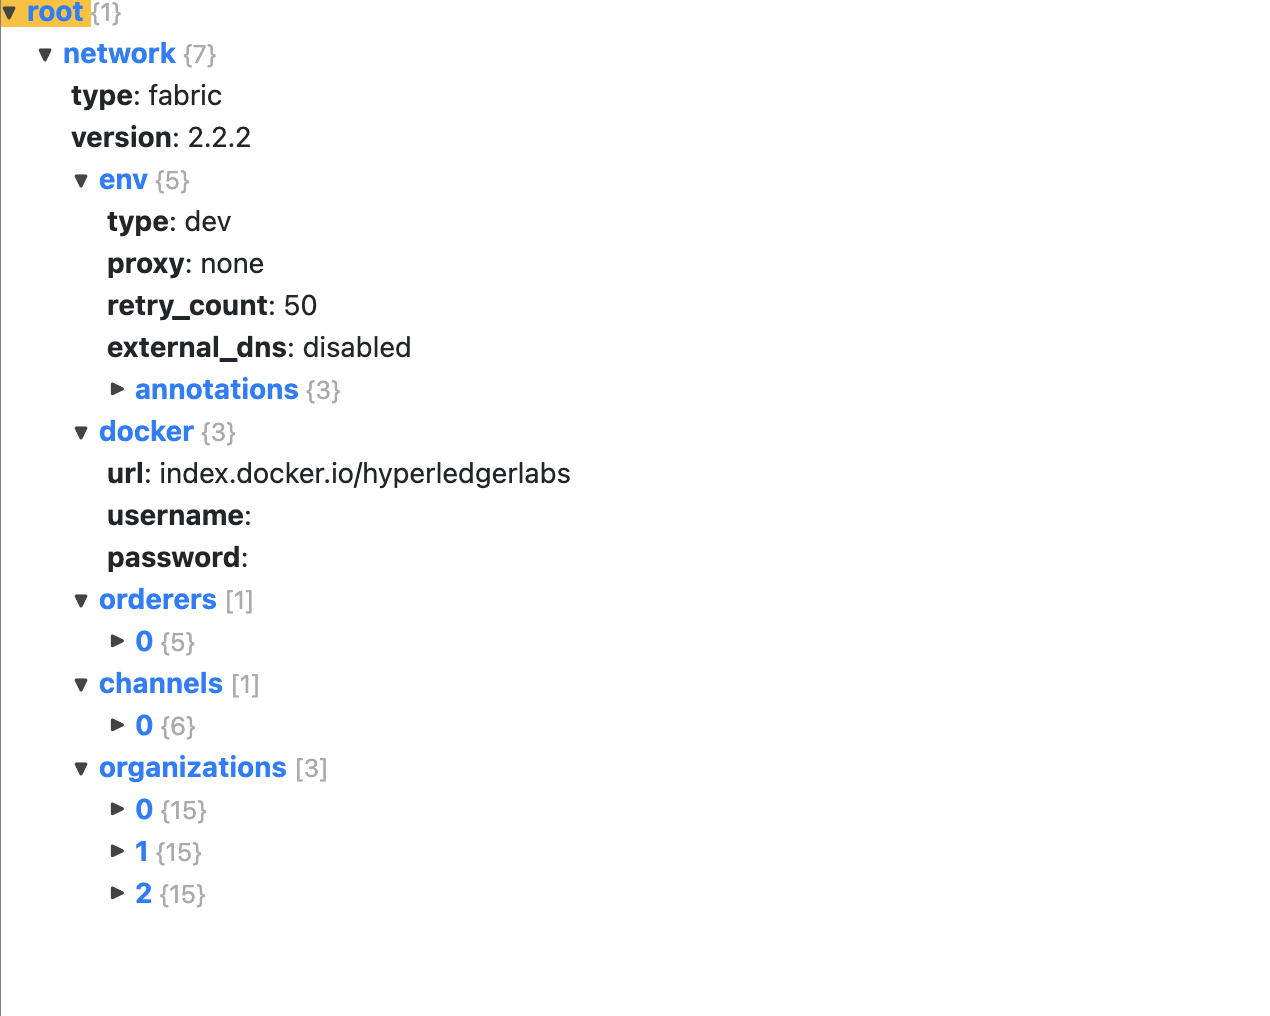 root {1}
network {7}
type: fabric
version: 2.2.2
env {5}
type: dev
proxy: none
retry_count: 50
external_dns: disabled
annotations {3}
docker {3}
url: index.docker.io/hyperledgerlabs
username:
password:
orderers [1]
0 {5}
channels [1]
0 {6}
organizations [3]
0 {15}
1 {15}
2 {15}